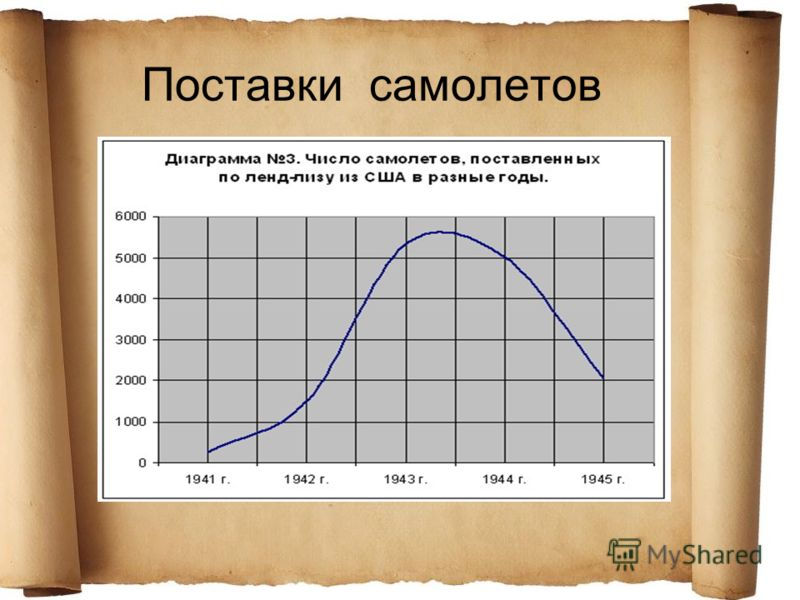 Поставки самолетов
Диаграмма №3. Число самолетов, поставленных
по ленд-лизу из США в разные годы.
6000
5000
4000
3000
2000
1000
0
1941 г. 1942 г. 1943 г. 1944 г. 1945 г.
MyShared